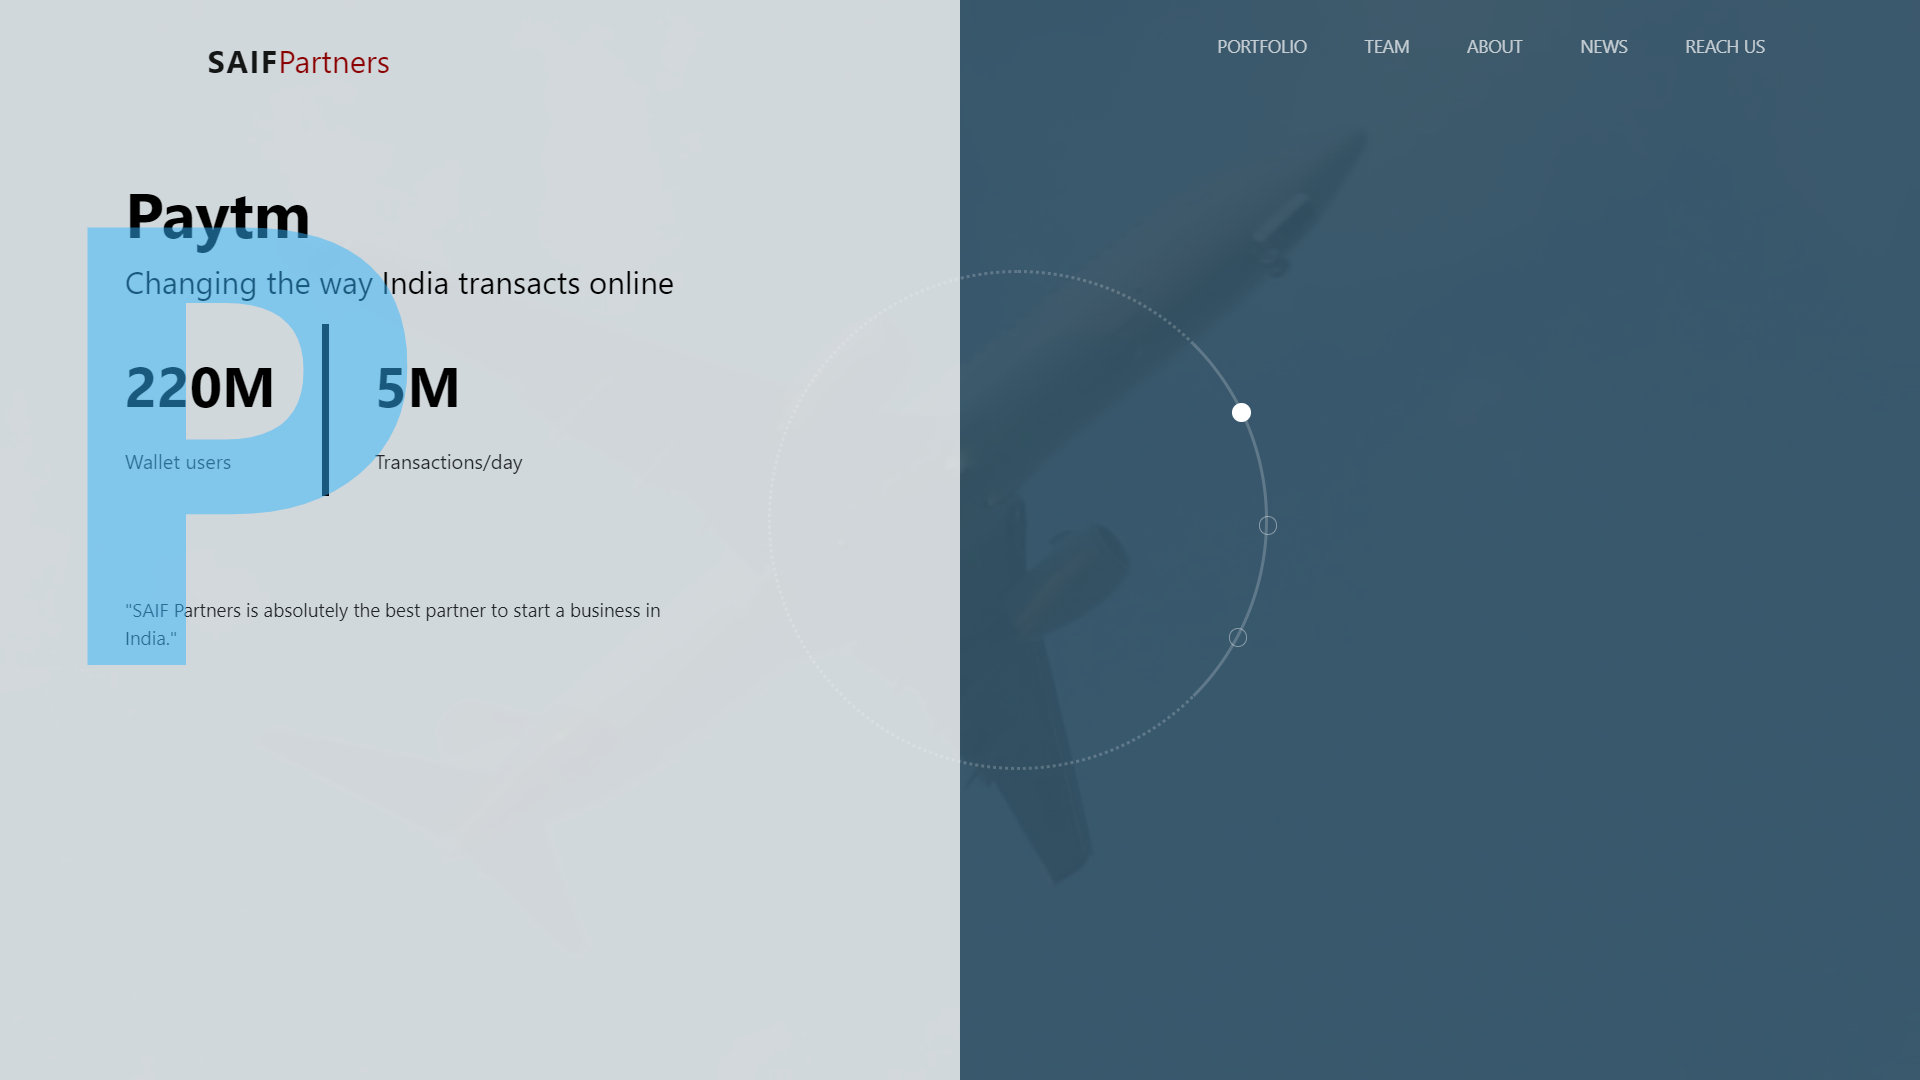 SAIFPartners
PORTFOLIO TEAM ABOUT NEWS REACH US
Paytm
P
Changing the way India transacts online
220M 5M
Wallet users Transactions/day
"SAIF Partners is absolutely the best partner to start a business in
India."